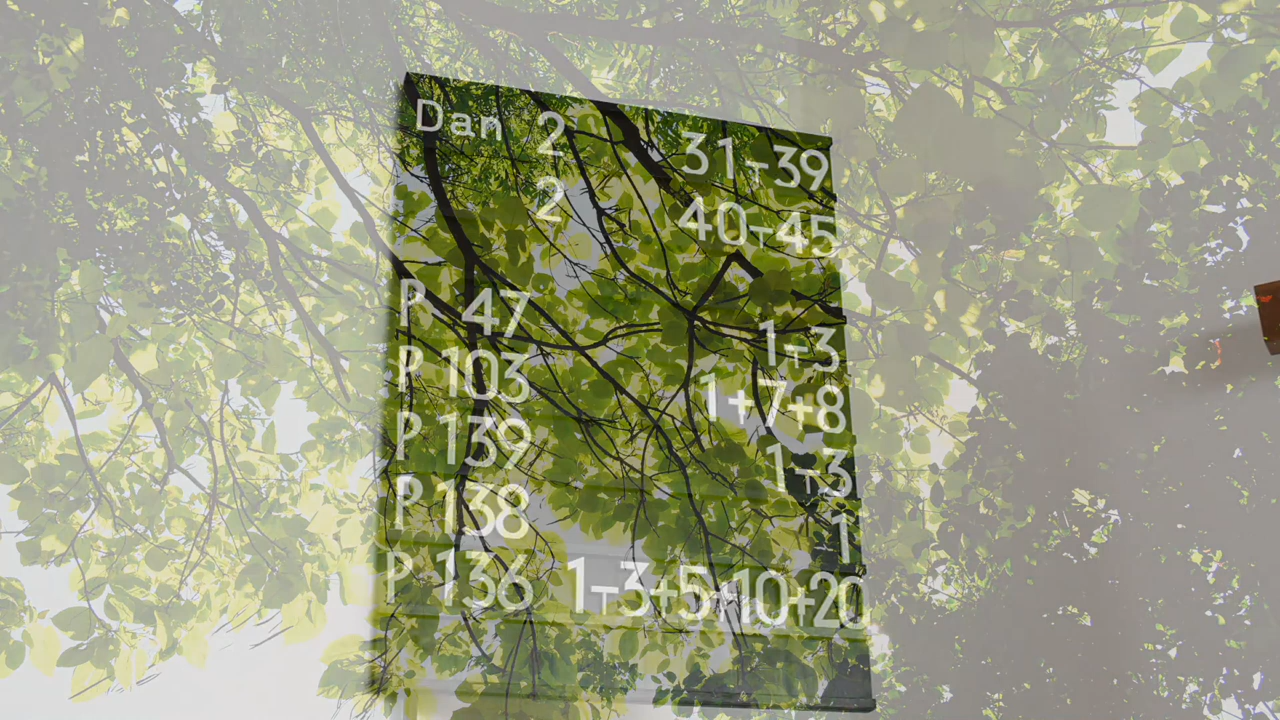 Dan 2 31-39
2 40-45
P 47 1-3
P 103 1+7+8
P 139 1-3
P 138 1
P 136 1-3+5-10+20